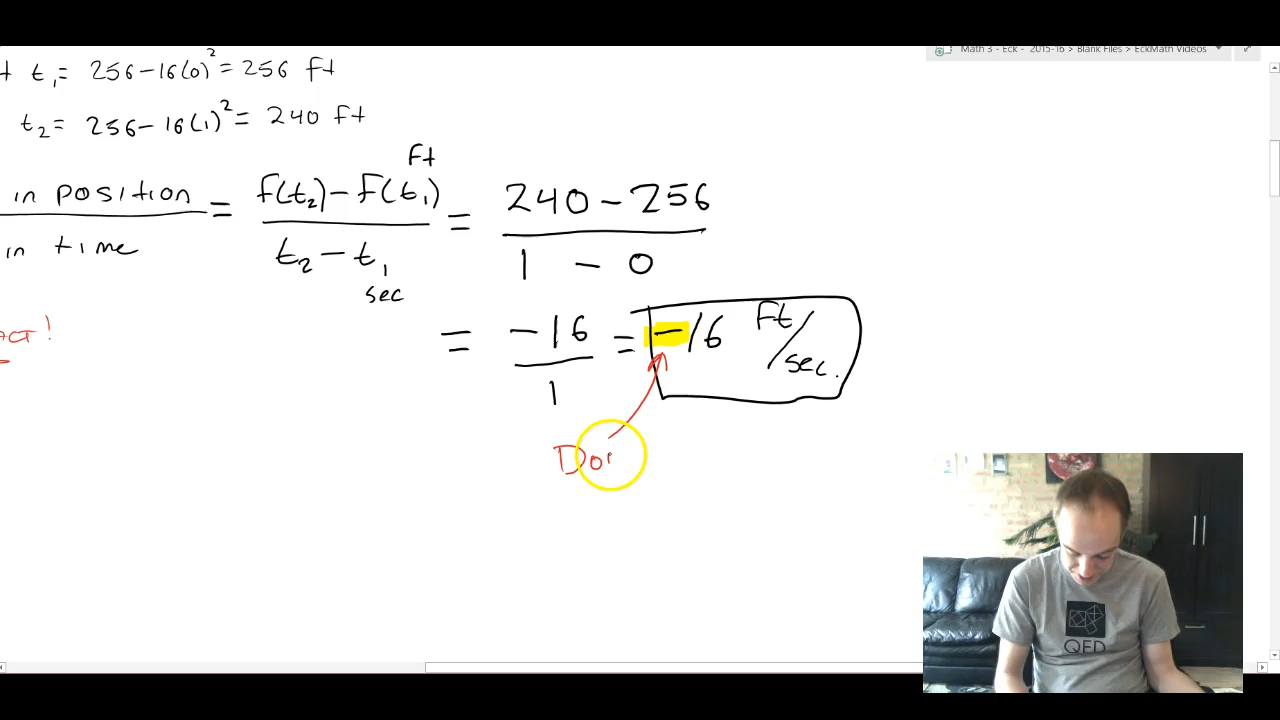 Math 3 - Eck - 2015-16 > Blank Files > EckMath Videos
t₁ = 256 - 16(0)² = 256 ft
t₂ = 256 - 16(1)² = 240 ft
in position / in time = f(t₂) - f(t₁) ft / t₂ - t₁ sec = 240 - 256 / 1 - 0
= -16 / 1 = -16 ft/sec.
Do
QED